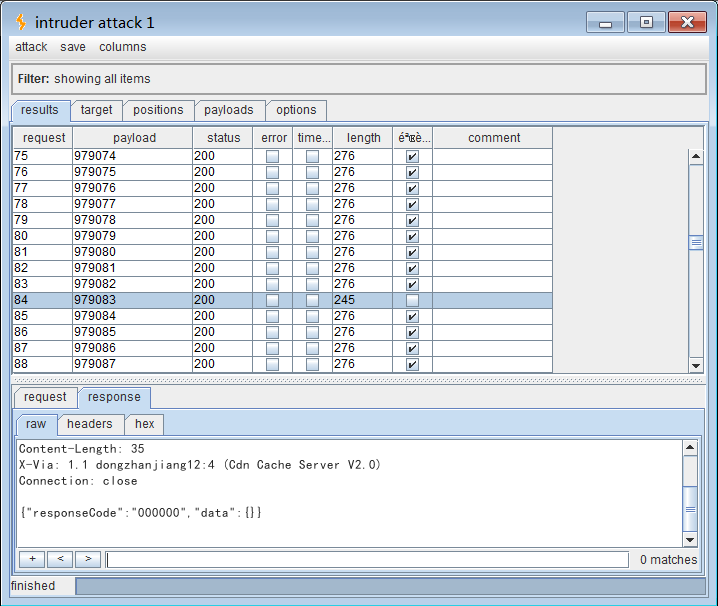 intruder attack 1
attack save columns
Filter: showing all items
results target positions payloads options
request payload status error time... length comment
75 979074 200 276
76 979075 200 276
77 979076 200 276
78 979077 200 276
79 979078 200 276
80 979079 200 276
81 979080 200 276
82 979081 200 276
83 979082 200 276
84 979083 200 245
85 979084 200 276
86 979085 200 276
87 979086 200 276
88 979087 200 276
request response
raw headers hex
Content-Length: 35
X-Via: 1.1 dongzhanjiang12:4 (Cdn Cache Server V2.0)
Connection: close
{"responseCode":"000000","data":{}}
+ < > 0 matches
finished